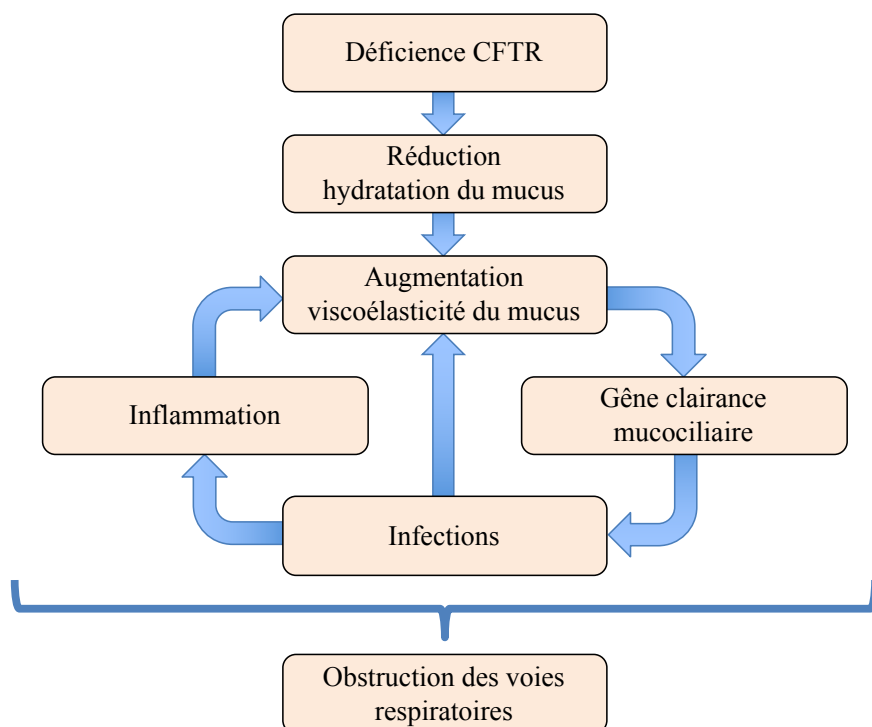 Déficience CFTR
Réduction
hydratation du mucus
Augmentation
viscoélasticité du mucus
Inflammation
Gêne clairance
mucociliaire
Infections
Obstruction des voies
respiratoires